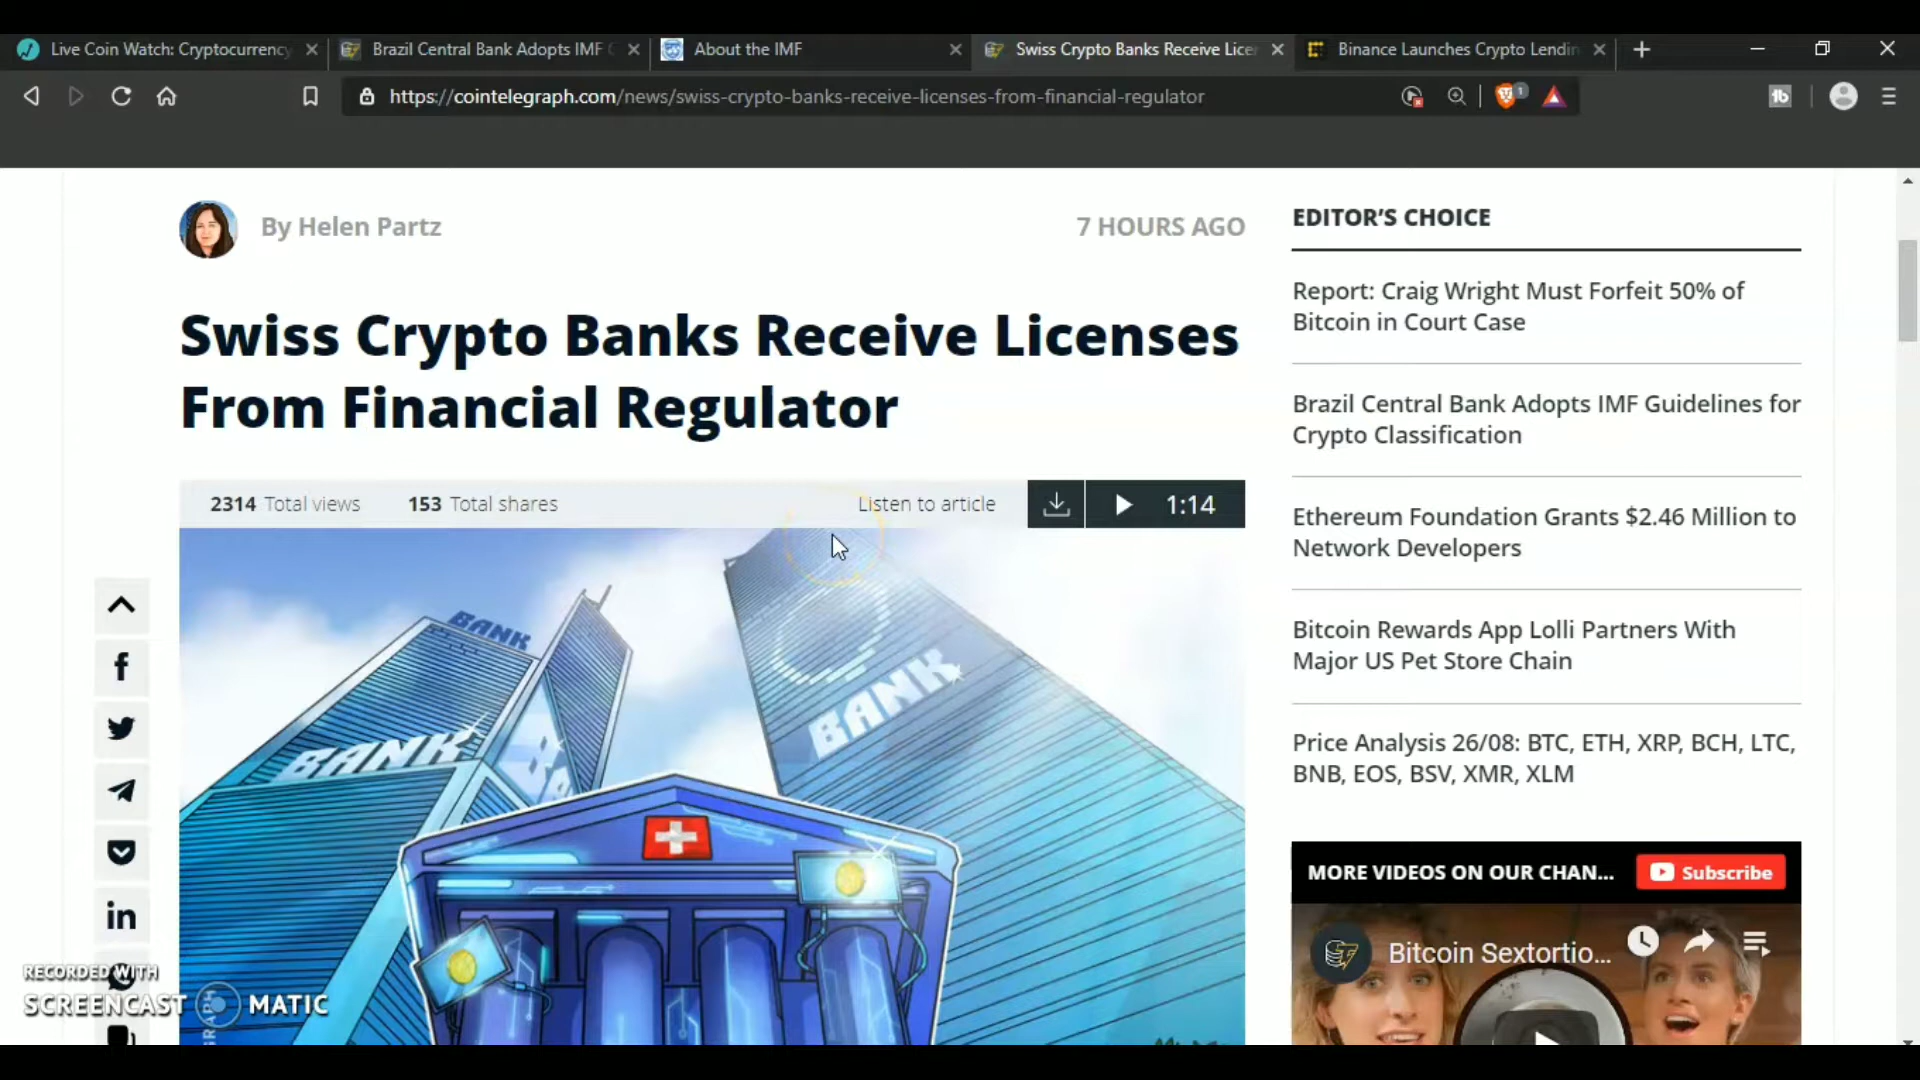 Live Coin Watch: Cryptocurrency
Brazil Central Bank Adopts IMF
About the IMF
Swiss Crypto Banks Receive Licen
Binance Launches Crypto Lendin
https://cointelegraph.com/news/swiss-crypto-banks-receive-licenses-from-financial-regulator
1
tb
By Helen Partz
7 HOURS AGO
Swiss Crypto Banks Receive Licenses
From Financial Regulator
2314 Total views
153 Total shares
Listen to article
1:14
BANK
BANK
BANK
EDITOR'S CHOICE
Report: Craig Wright Must Forfeit 50% of
Bitcoin in Court Case
Brazil Central Bank Adopts IMF Guidelines for
Crypto Classification
Ethereum Foundation Grants $2.46 Million to
Network Developers
Bitcoin Rewards App Lolli Partners With
Major US Pet Store Chain
Price Analysis 26/08: BTC, ETH, XRP, BCH, LTC,
BNB, EOS, BSV, XMR, XLM
MORE VIDEOS ON OUR CHAN...
Subscribe
Bitcoin Sextortio...
RECORDED WITH
SCREENCAST MATIC